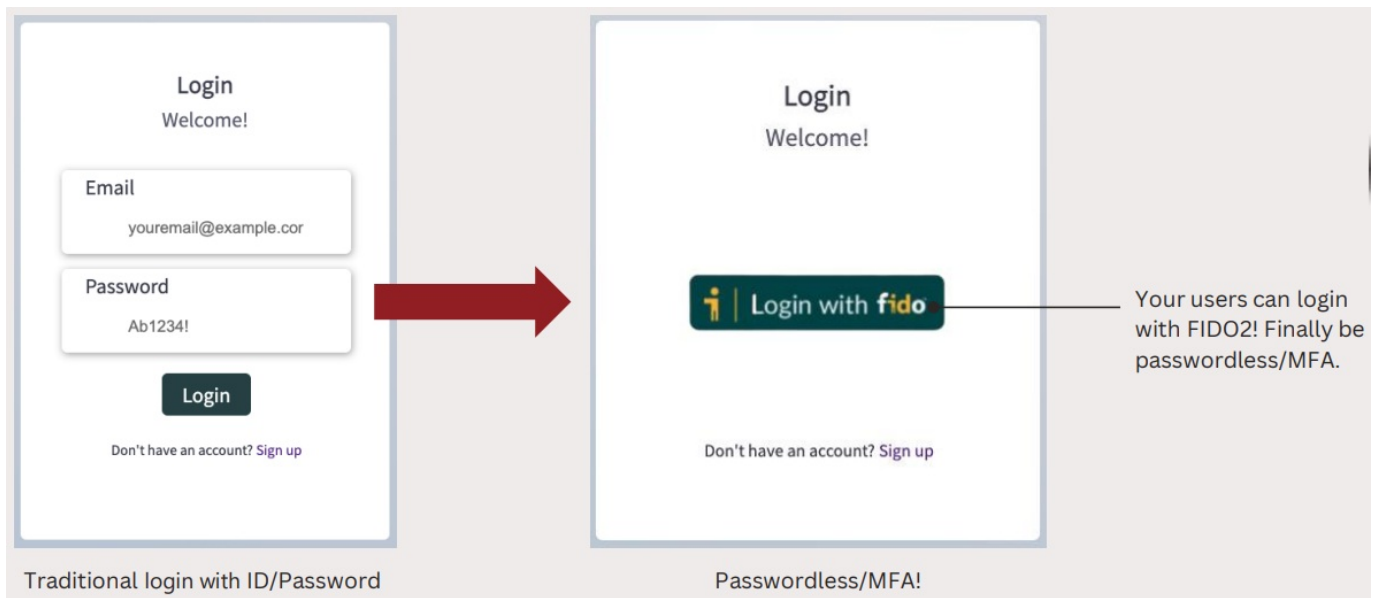 Login
Welcome!
Email
youremail@example.cor
Password
Ab1234!
Login
Don't have an account? Sign up
Traditional login with ID/Password
Login
Welcome!
Login with fido
Don't have an account? Sign up
Passwordless/MFA!
Your users can login
with FIDO2! Finally be
passwordless/MFA.